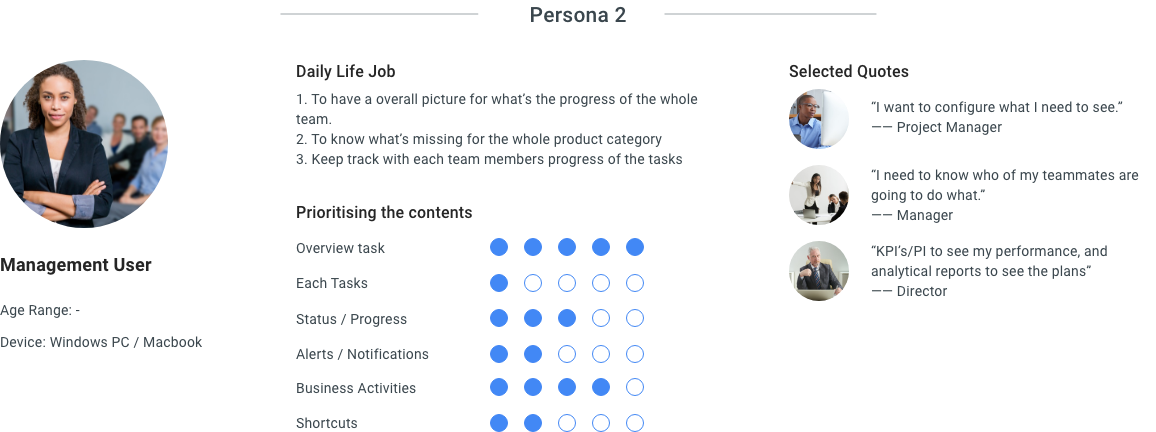 Persona 2
Management User
Age Range: -
Device: Windows PC / Macbook
Daily Life Job
1. To have a overall picture for what's the progress of the whole
team.
2. To know what's missing for the whole product category
3. Keep track with each team members progress of the tasks
Prioritising the contents
Overview task
Each Tasks
Status / Progress
Alerts / Notifications
Business Activities
Shortcuts
Selected Quotes
“I want to configure what I need to see.”
—— Project Manager
“I need to know who of my teammates are
going to do what.“
—— Manager
“KPI's/PI to see my performance, and
analytical reports to see the plans”
—— Director